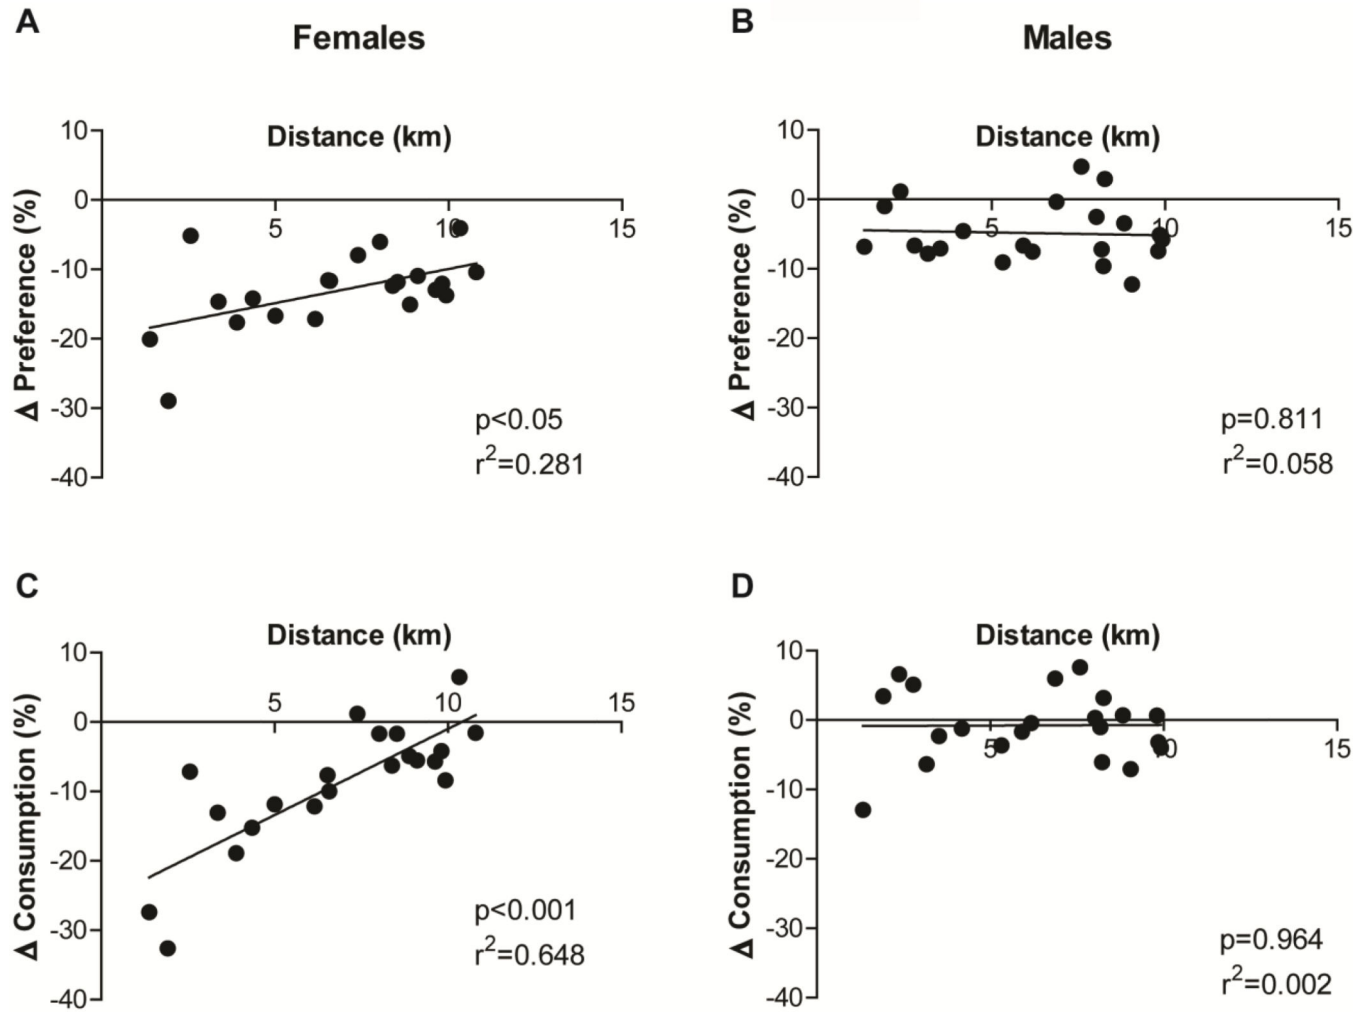 A
Females
Distance (km)
Δ Preference (%)
10
0
-10
-20
-30
-40
5
10
15
p<0.05
r²=0.281
B
Males
Distance (km)
Δ Preference (%)
10
0
-10
-20
-30
-40
5
10
15
p=0.811
r²=0.058
C
Distance (km)
Δ Consumption (%)
10
0
-10
-20
-30
-40
5
10
15
p<0.001
r²=0.648
D
Distance (km)
Δ Consumption (%)
10
0
-10
-20
-30
-40
5
10
15
p=0.964
r²=0.002